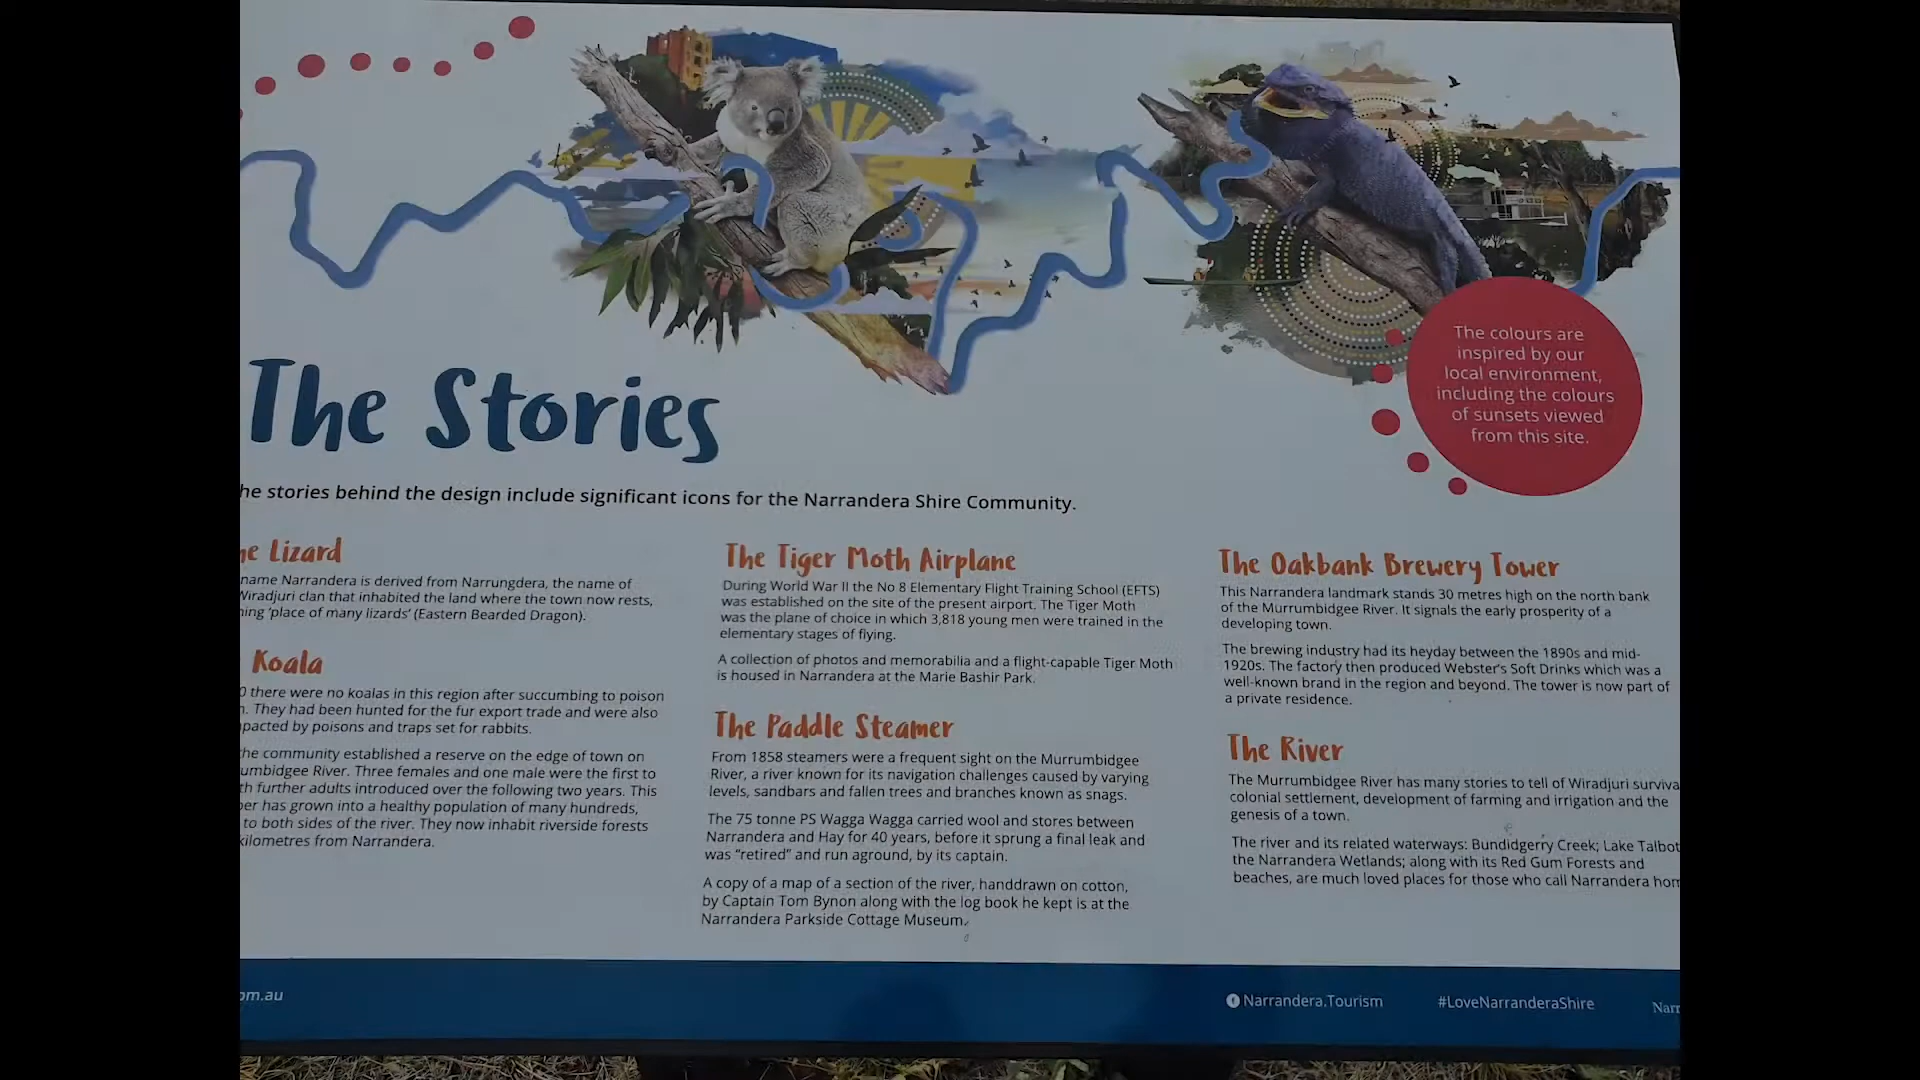 The Stories
he stories behind the design include significant icons for the Narrandera Shire Community.
The colours are
inspired by our
local environment,
including the colours
of sunsets viewed
from this site.
Lizard
name Narrandera is derived from Narrungdera, the name of
Wiradjuri clan that inhabited the land where the town now rests,
'place of many lizards' (Eastern Bearded Dragon).
Koala
there were no koalas in this region after succumbing to poison
They had been hunted for the fur export trade and were also
by poisons and traps set for rabbits.
he community established a reserve on the edge of town on
River. Three females and one male were the first to
further adults introduced over the following two years. This
has grown into a healthy population of many hundreds,
to both sides of the river. They now inhabit riverside forests
kilometres from Narrandera.
The Tiger Moth Airplane
During World War II the No 8 Elementary Flight Training School (EFTS)
was established on the site of the present airport. The Tiger Moth
was the plane of choice in which 3,818 young men were trained in the
elementary stages of flying.
A collection of photos and memorabilia and a flight-capable Tiger Moth
is housed in Narrandera at the Marie Bashir Park.
The Paddle Steamer
From 1858 steamers were a frequent sight on the Murrumbidgee
River, a river known for its navigation challenges caused by varying
levels, sandbars and fallen trees and branches known as snags.
The 75 tonne PS Wagga Wagga carried wool and stores between
Narrandera and Hay for 40 years, before it sprung a final leak and
was "retired" and run aground, by its captain.
A copy of a map of a section of the river, handdrawn on cotton,
by Captain Tom Bynon along with the log book he kept is at the
Narrandera Parkside Cottage Museum.
The Oakbank Brewery Tower
This Narrandera landmark stands 30 metres high on the north bank
of the Murrumbidgee River. It signals the early prosperity of a
developing town.
The brewing industry had its heyday between the 1890s and mid-
1920s. The factory then produced Webster's Soft Drinks which was a
well-known brand in the region and beyond. The tower is now part of
a private residence.
The River
The Murrumbidgee River has many stories to tell of Wiradjuri surviva
colonial settlement, development of farming and irrigation and the
genesis of a town.
The river and its related waterways: Bundidgerry Creek; Lake Talbot
the Narrandera Wetlands; along with its Red Gum Forests and
beaches, are much loved places for those who call Narrandera hom
om.au
Narrandera.Tourism
#LoveNarranderaShire
Narr